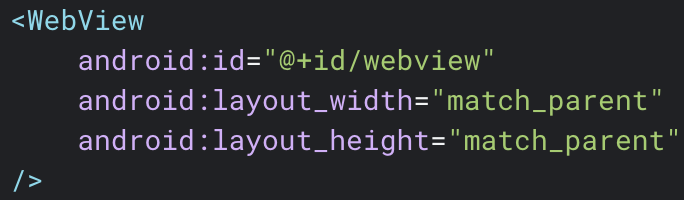 <WebView
    android:id="@+id/webview"
    android:layout_width="match_parent"
    android:layout_height="match_parent"
/>